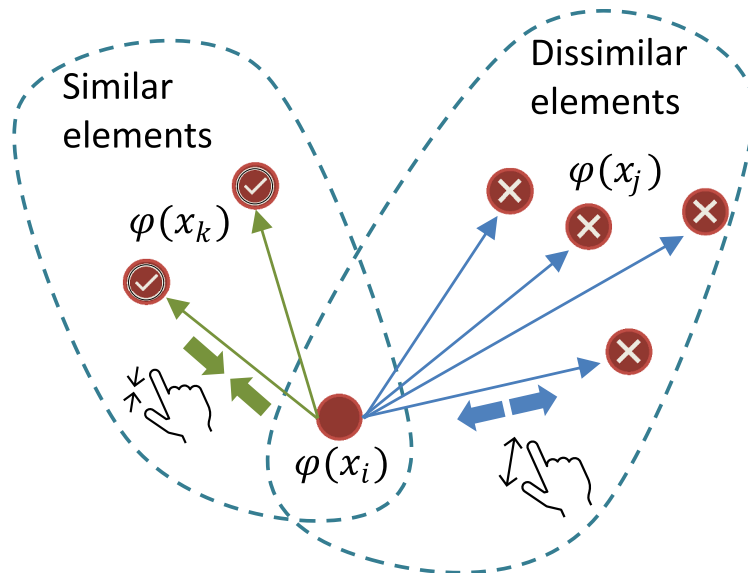 Similar
elements
Dissimilar
elements
φ(x_k)
φ(x_j)
φ(x_i)